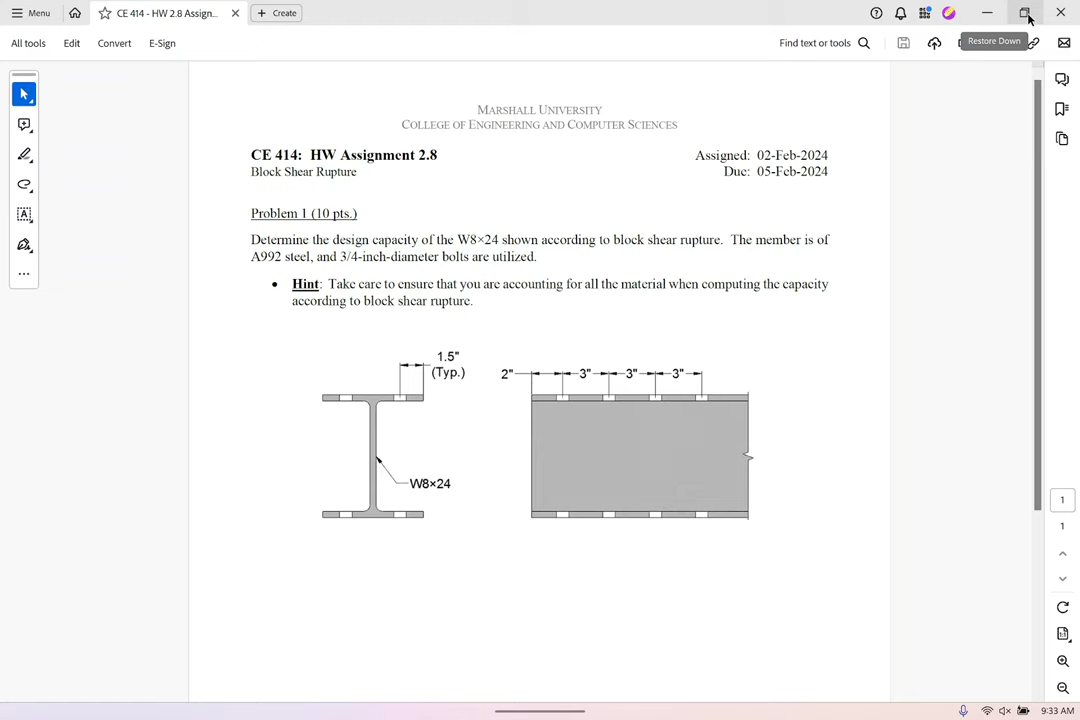 Menu
CE 414 - HW 2.8 Assign...
Create
All tools
Edit
Convert
E-Sign
Find text or tools
Restore Down
MARSHALL UNIVERSITY
COLLEGE OF ENGINEERING AND COMPUTER SCIENCES
CE 414: HW Assignment 2.8
Assigned: 02-Feb-2024
Block Shear Rupture
Due: 05-Feb-2024
Problem 1 (10 pts.)
Determine the design capacity of the W8×24 shown according to block shear rupture. The member is of
A992 steel, and 3/4-inch-diameter bolts are utilized.
• Hint: Take care to ensure that you are accounting for all the material when computing the capacity
according to block shear rupture.
1.5"
(Typ.)
2" 3" 3" 3"
W8×24
1
1
9:33 AM